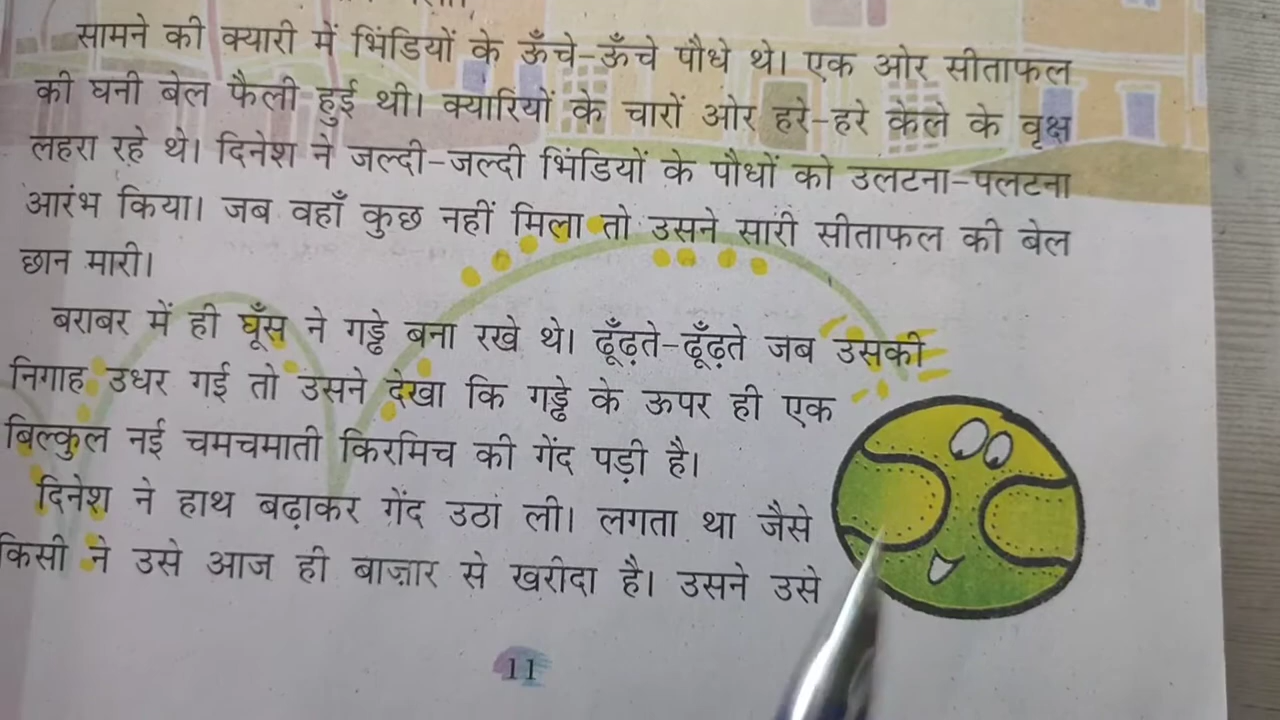 सामने की क्यारी में भिंडियों के ऊँचे-ऊँचे पौधे थे। एक ओर सीताफल
की घनी बेल फैली हुई थी। क्यारियों के चारों ओर हरे-हरे केले के वृक्ष
लहरा रहे थे। दिनेश ने जल्दी-जल्दी भिंडियों के पौधों को उलटना-पलटना
आरंभ किया। जब वहाँ कुछ नहीं मिला तो उसने सारी सीताफल की बेल
छान मारी।
बराबर में ही घूँस ने गड्ढे बना रखे थे। ढूँढ़ते-ढूँढ़ते जब उसकी
निगाह उधर गई तो उसने देखा कि गड्ढे के ऊपर ही एक
बिल्कुल नई चमचमाती किरमिच की गेंद पड़ी है।
दिनेश ने हाथ बढ़ाकर गेंद उठा ली। लगता था जैसे
किसी ने उसे आज ही बाज़ार से खरीदा है। उसने उसे
11